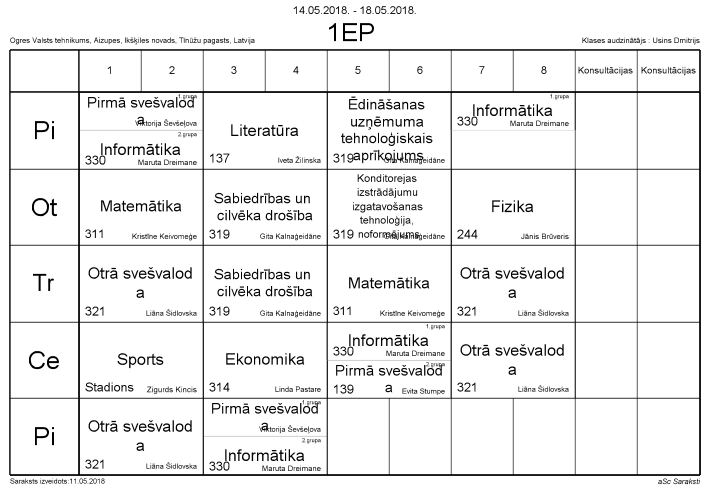 14.05.2018. - 18.05.2018.
1EP
Ogres Valsts tehnikums, Aizupes, Ikšķiles novads, Tīnūžu pagasts, Latvija
Klases audzinātājs : Usins Dmitrijs
1 2 3 4 5 6 7 8 Konsultācijas Konsultācijas
Pi
1.grupa
Pirmā svešvalod
a
Viktorija Ševšeļova
2.grupa
Informātika
330 Maruta Dreimane
Literatūra
137 Iveta Žilinska
Ēdināšanas
uzņēmuma
tehnoloģiskais
aprīkojums
319 Gita Kalnaģeidāne
1.grupa
Informātika
330 Maruta Dreimane
Ot
Matemātika
311 Kristīne Keivomeģe
Sabiedrības un
cilvēka drošība
319 Gita Kalnaģeidāne
Konditorejas
izstrādājumu
izgatavošanas
tehnoloģija,
noformējums
319 Gita Kalnaģeidāne
Fizika
244 Jānis Brūveris
Tr
Otrā svešvalod
a
321 Liāna Šidlovska
Sabiedrības un
cilvēka drošība
319 Gita Kalnaģeidāne
Matemātika
311 Kristīne Keivomeģe
Otrā svešvalod
a
321 Liāna Šidlovska
Ce
Sports
Stadions Zigurds Kincis
Ekonomika
314 Linda Pastare
1.grupa
Informātika
330 Maruta Dreimane
2.grupa
Pirmā svešvalod
a
139 Evita Stumpe
Otrā svešvalod
a
321 Liāna Šidlovska
Pi
Otrā svešvalod
a
321 Liāna Šidlovska
1.grupa
Pirmā svešvalod
a
Viktorija Ševšeļova
2.grupa
Informātika
330 Maruta Dreimane
Saraksts izveidots:11.05.2018
aSc Saraksti